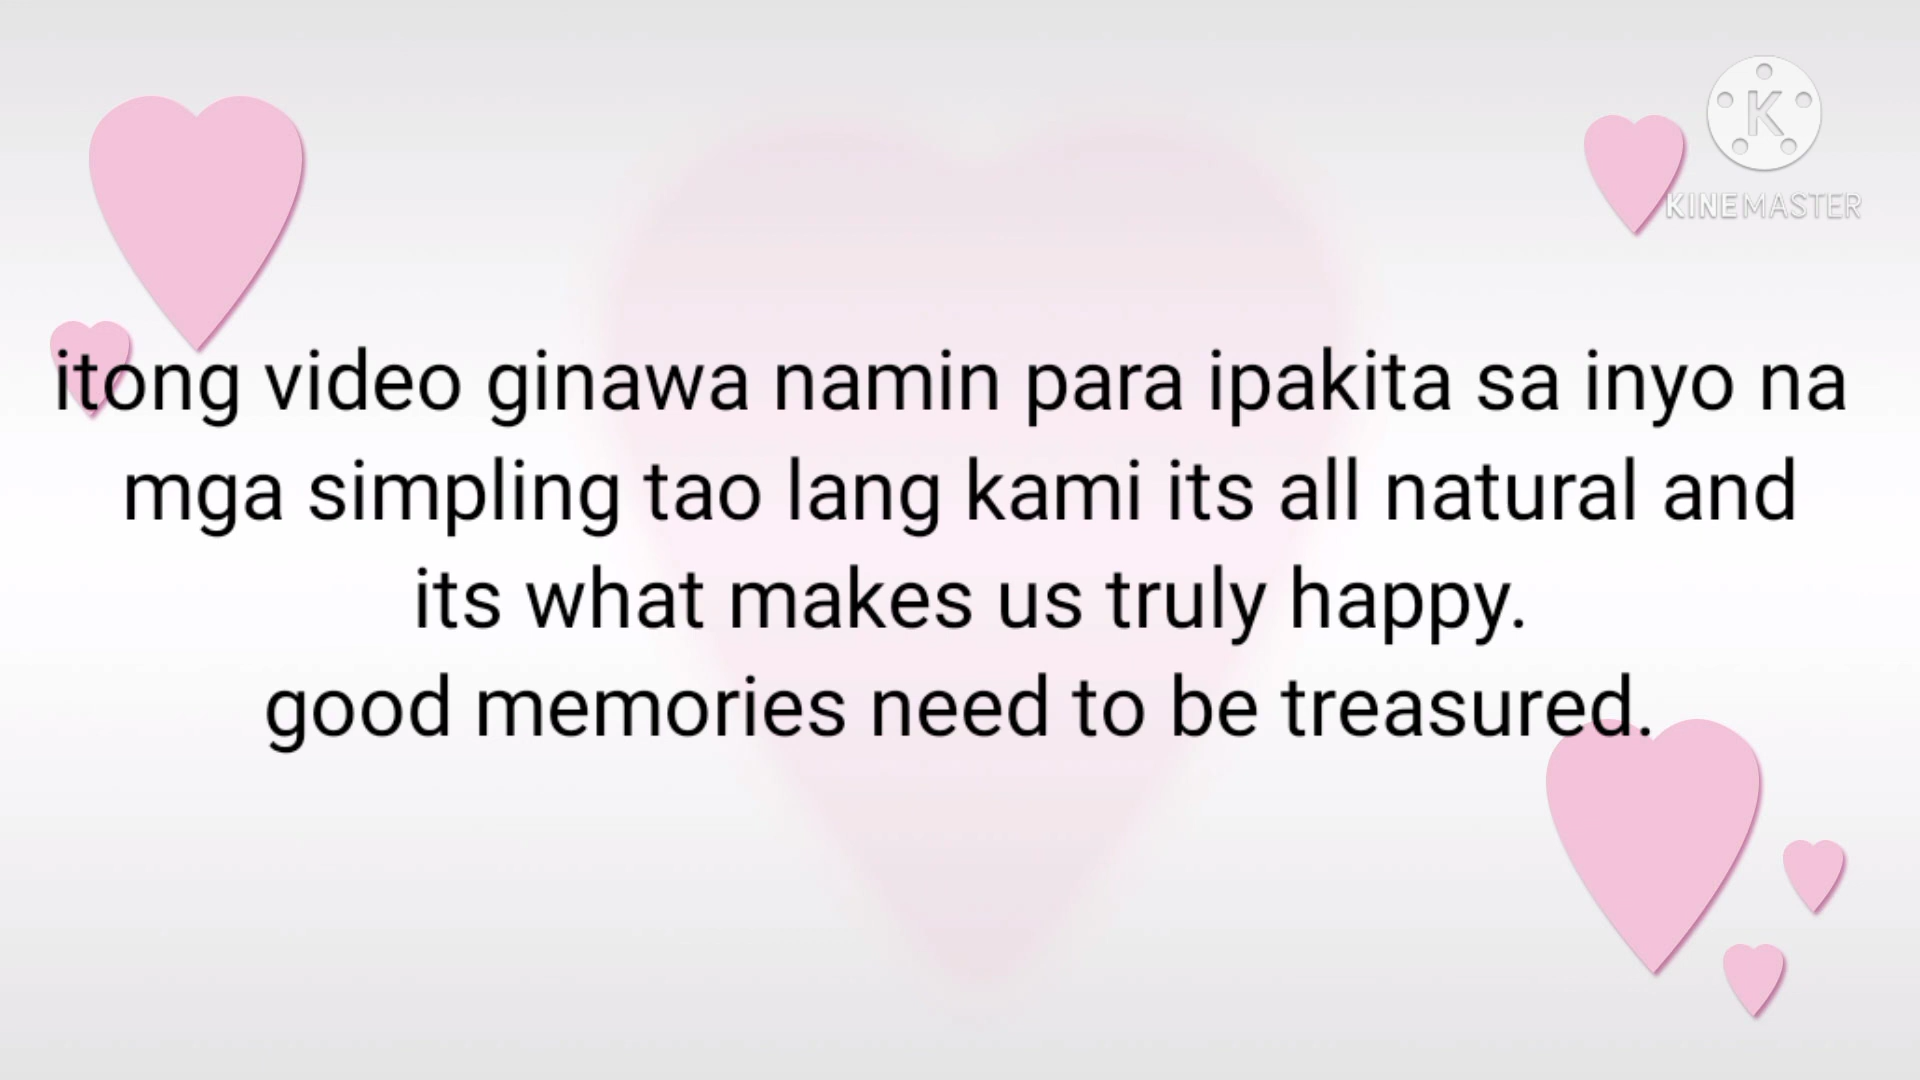 K
KINEMASTER
itong video ginawa namin para ipakita sa inyo na
mga simpling tao lang kami its all natural and
its what makes us truly happy.
good memories need to be treasured.